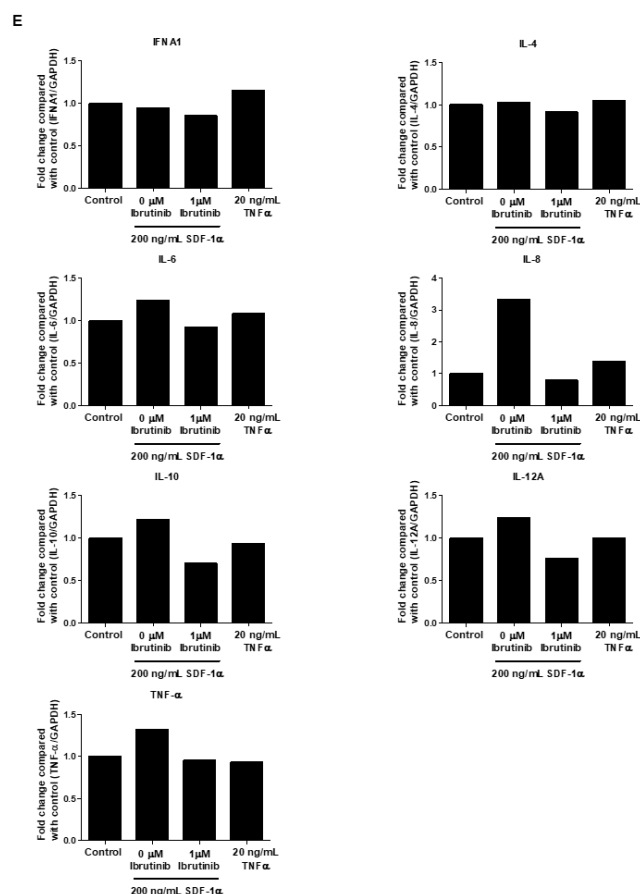 E
IFNA1
Fold change compared
with control (IFNA1/GAPDH)
1.5
1.0
0.5
0.0
Control
0 µM
Ibrutinib
1µM
Ibrutinib
20 ng/mL
TNFα
200 ng/mL SDF-1α
IL-4
Fold change compared
with control (IL-4/GAPDH)
1.5
1.0
0.5
0.0
Control
0 µM
Ibrutinib
1µM
Ibrutinib
20 ng/mL
TNFα
200 ng/mL SDF-1α
IL-6
Fold change compared
with control (IL-6/GAPDH)
1.5
1.0
0.5
0.0
Control
0 µM
Ibrutinib
1µM
Ibrutinib
20 ng/mL
TNFα
200 ng/mL SDF-1α
IL-8
Fold change compared
with control (IL-8/GAPDH)
4
3
2
1
0
Control
0 µM
Ibrutinib
1µM
Ibrutinib
20 ng/mL
TNFα
200 ng/mL SDF-1α
IL-10
Fold change compared
with control (IL-10/GAPDH)
1.5
1.0
0.5
0.0
Control
0 µM
Ibrutinib
1µM
Ibrutinib
20 ng/mL
TNFα
200 ng/mL SDF-1α
IL-12A
Fold change compared
with control (IL-12A/GAPDH)
1.5
1.0
0.5
0.0
Control
0 µM
Ibrutinib
1µM
Ibrutinib
20 ng/mL
TNFα
200 ng/mL SDF-1α
TNF-α
Fold change compared
with control (TNF-α/GAPDH)
1.5
1.0
0.5
0.0
Control
0 µM
Ibrutinib
1µM
Ibrutinib
20 ng/mL
TNFα
200 ng/mL SDF-1α